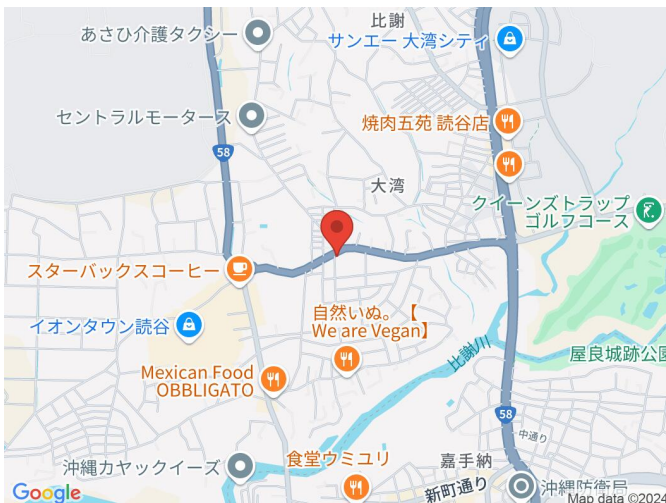 比謝
あさひ介護タクシー
サンエー 大湾シティ
セントラルモータース
焼肉五苑 読谷店
58
大湾
クイーンズトラップ
ゴルフコース
スターバックスコーヒー
自然いぬ。【
We are Vegan】
イオンタウン読谷
比謝川
屋良城跡公園
Mexican Food
OBBLIGATO
58
中通り
嘉手納
沖縄カヤックイーズ
食堂ウミユリ
新町通り
沖縄防衛局
Google
Map data ©2024